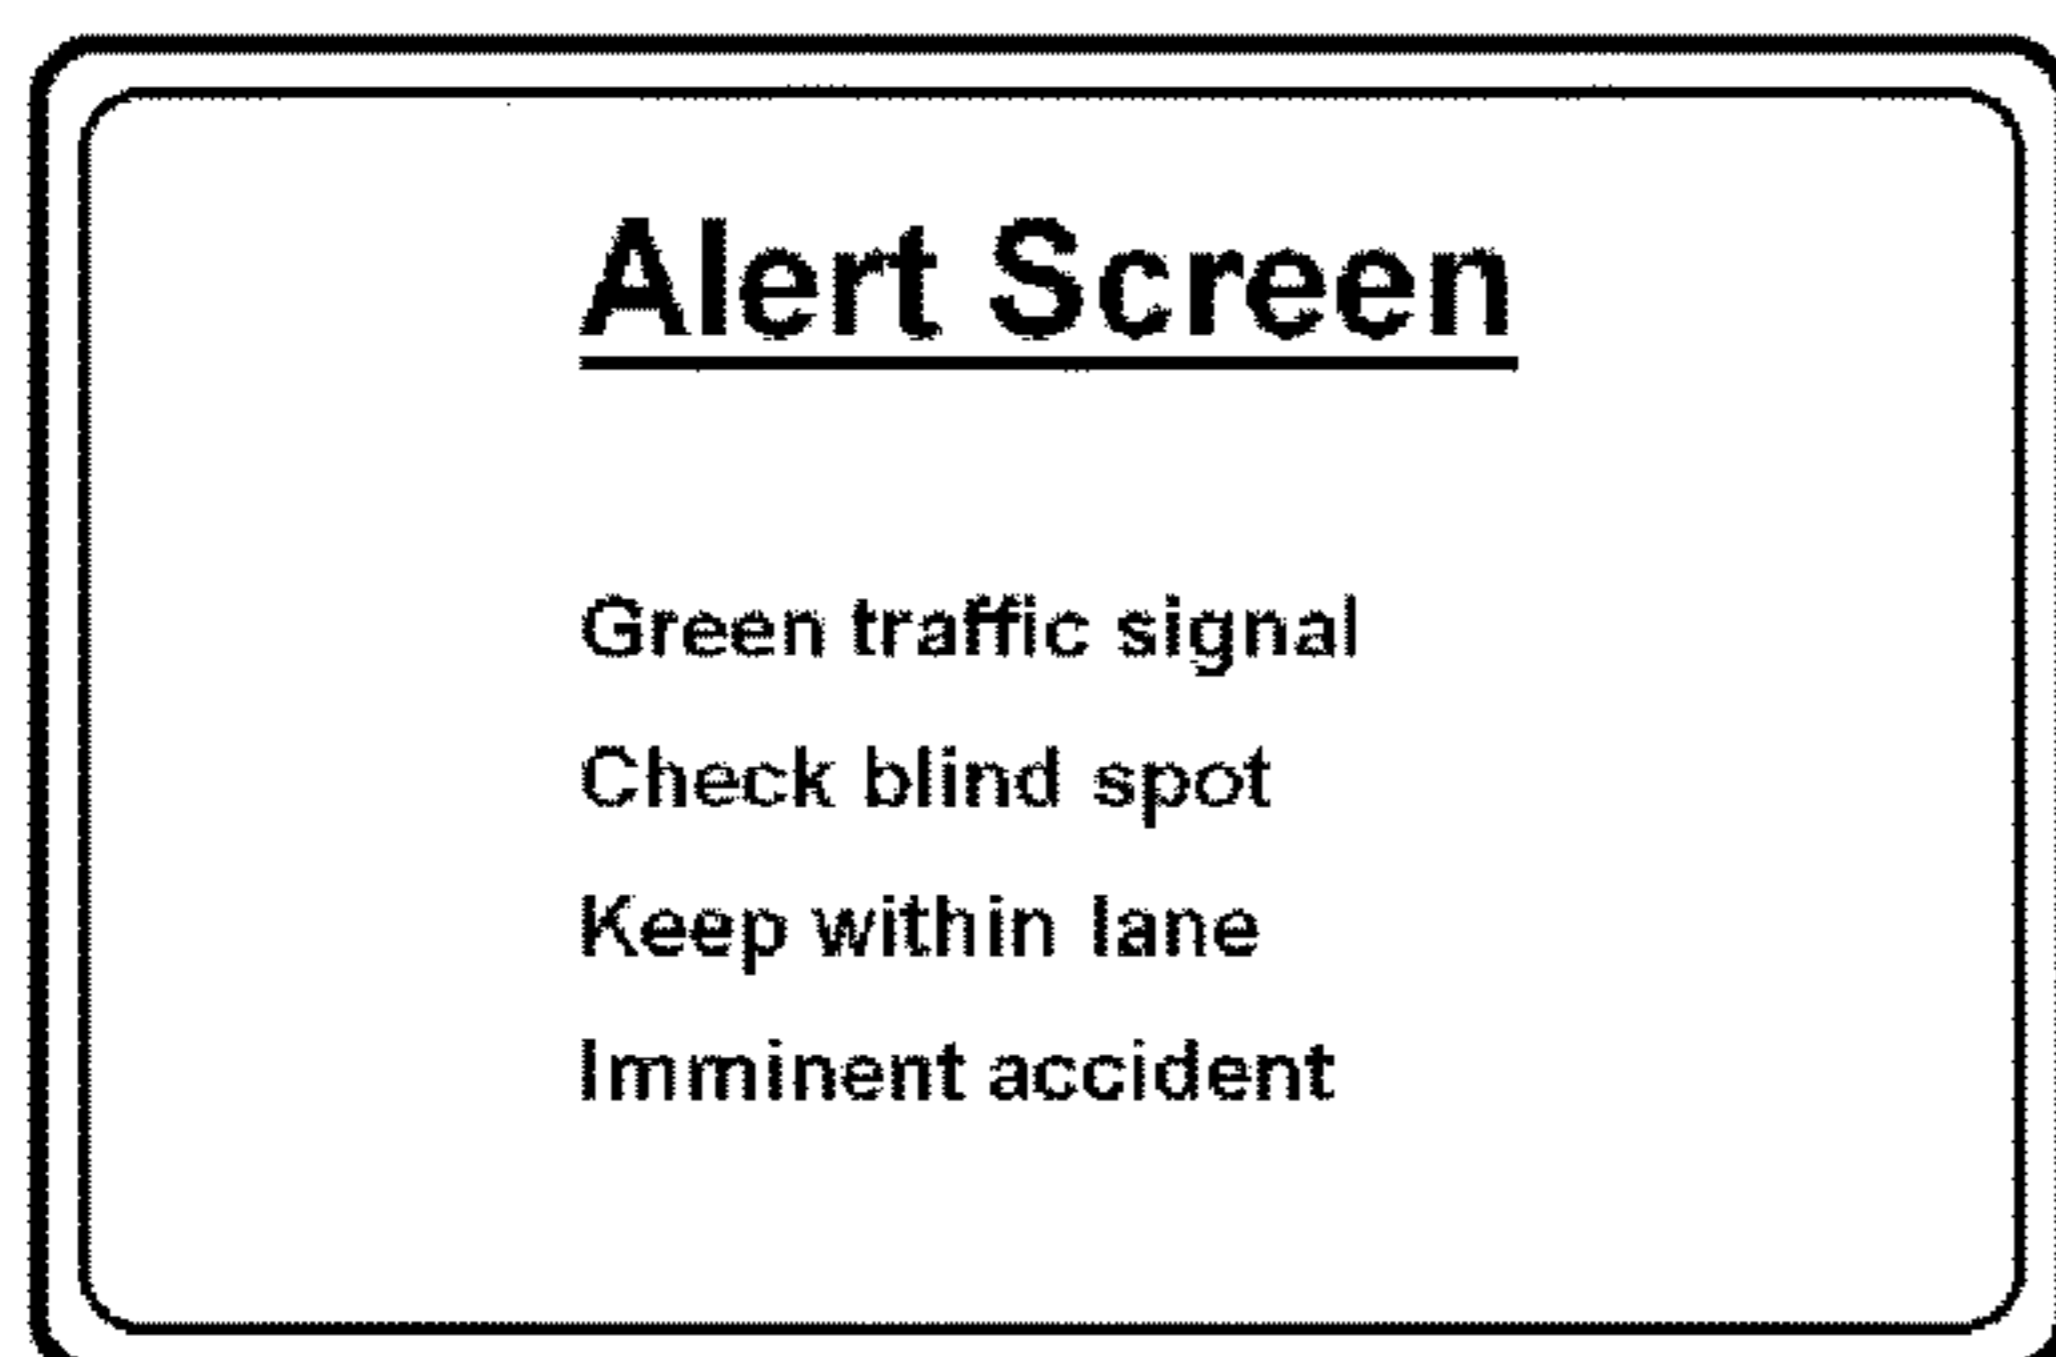 Alert Screen
Green traffic signal
Check blind spot
Keep within lane
Imminent accident